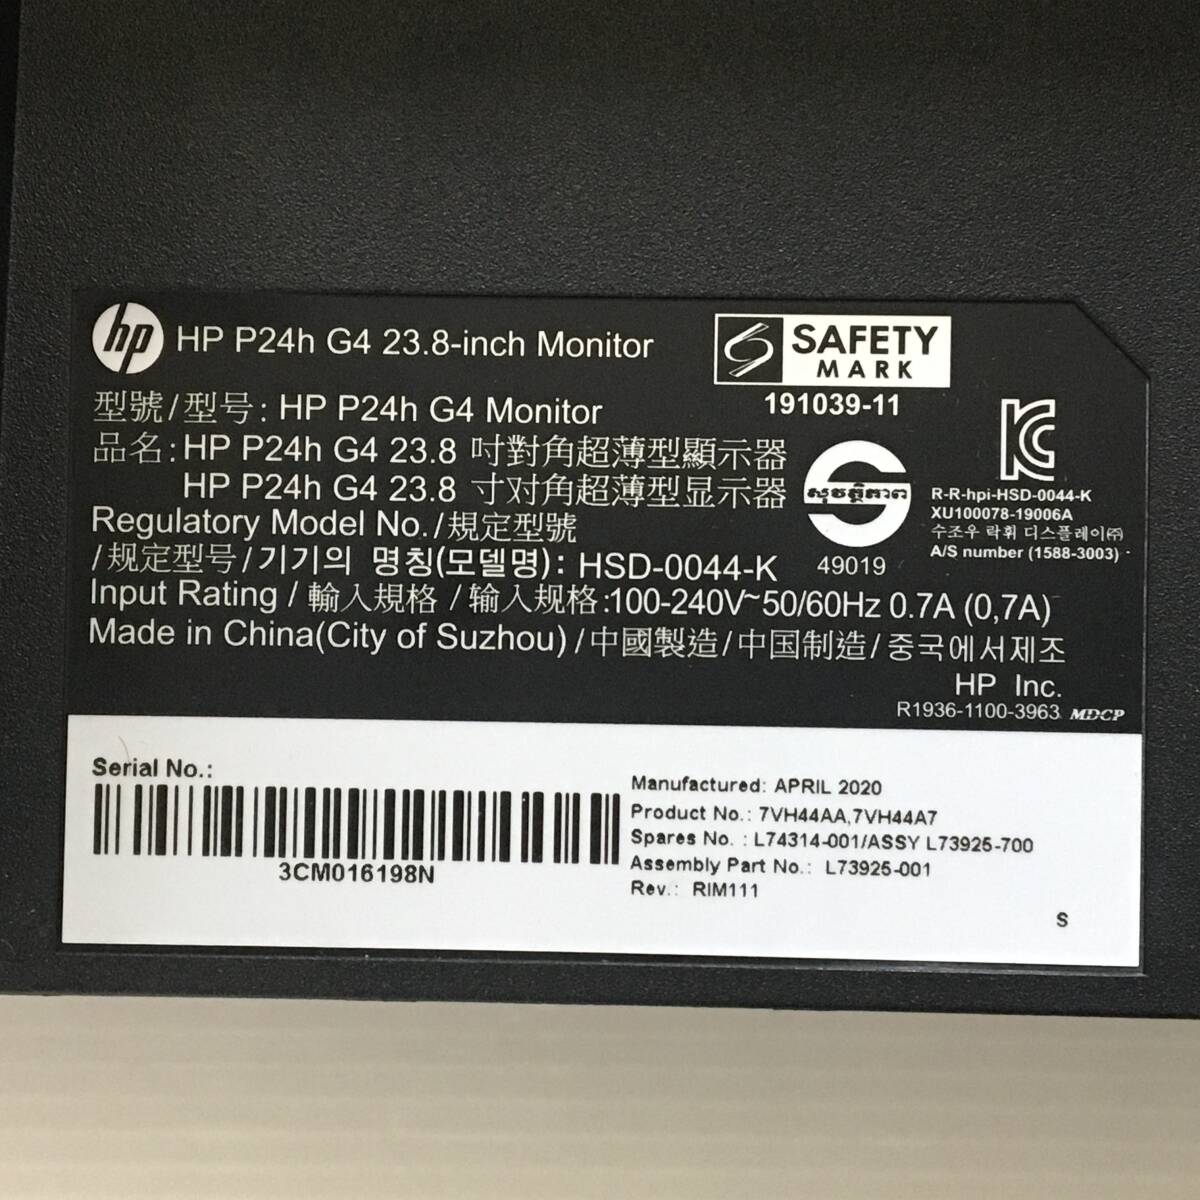 hp HP P24h G4 23.8-inch Monitor
SAFETY
MARK
191039-11
型號/型号: HP P24h G4 Monitor
品名: HP P24h G4 23.8 吋對角超薄型顯示器
HP P24h G4 23.8 寸对角超薄型显示器
Regulatory Model No./規定型號
/规定型号/기기의 명칭(모델명): HSD-0044-K
49019
R-R-hpi-HSD-0044-K
XU100078-19006A
수조우 락휘 디스플레이㈜
A/S number (1588-3003)
Input Rating / 輸入規格 / 输入规格:100-240V~50/60Hz 0.7A (0,7A)
Made in China(City of Suzhou)/中國製造/中国制造/중국에서제조
HP Inc.
R1936-1100-3963 MDCP
Serial No.:
3CM016198N
Manufactured: APRIL 2020
Product No.: 7VH44AA,7VH44A7
Spares No. : L74314-001/ASSY L73925-700
Assembly Part No.: L73925-001
Rev.: RIM111
S